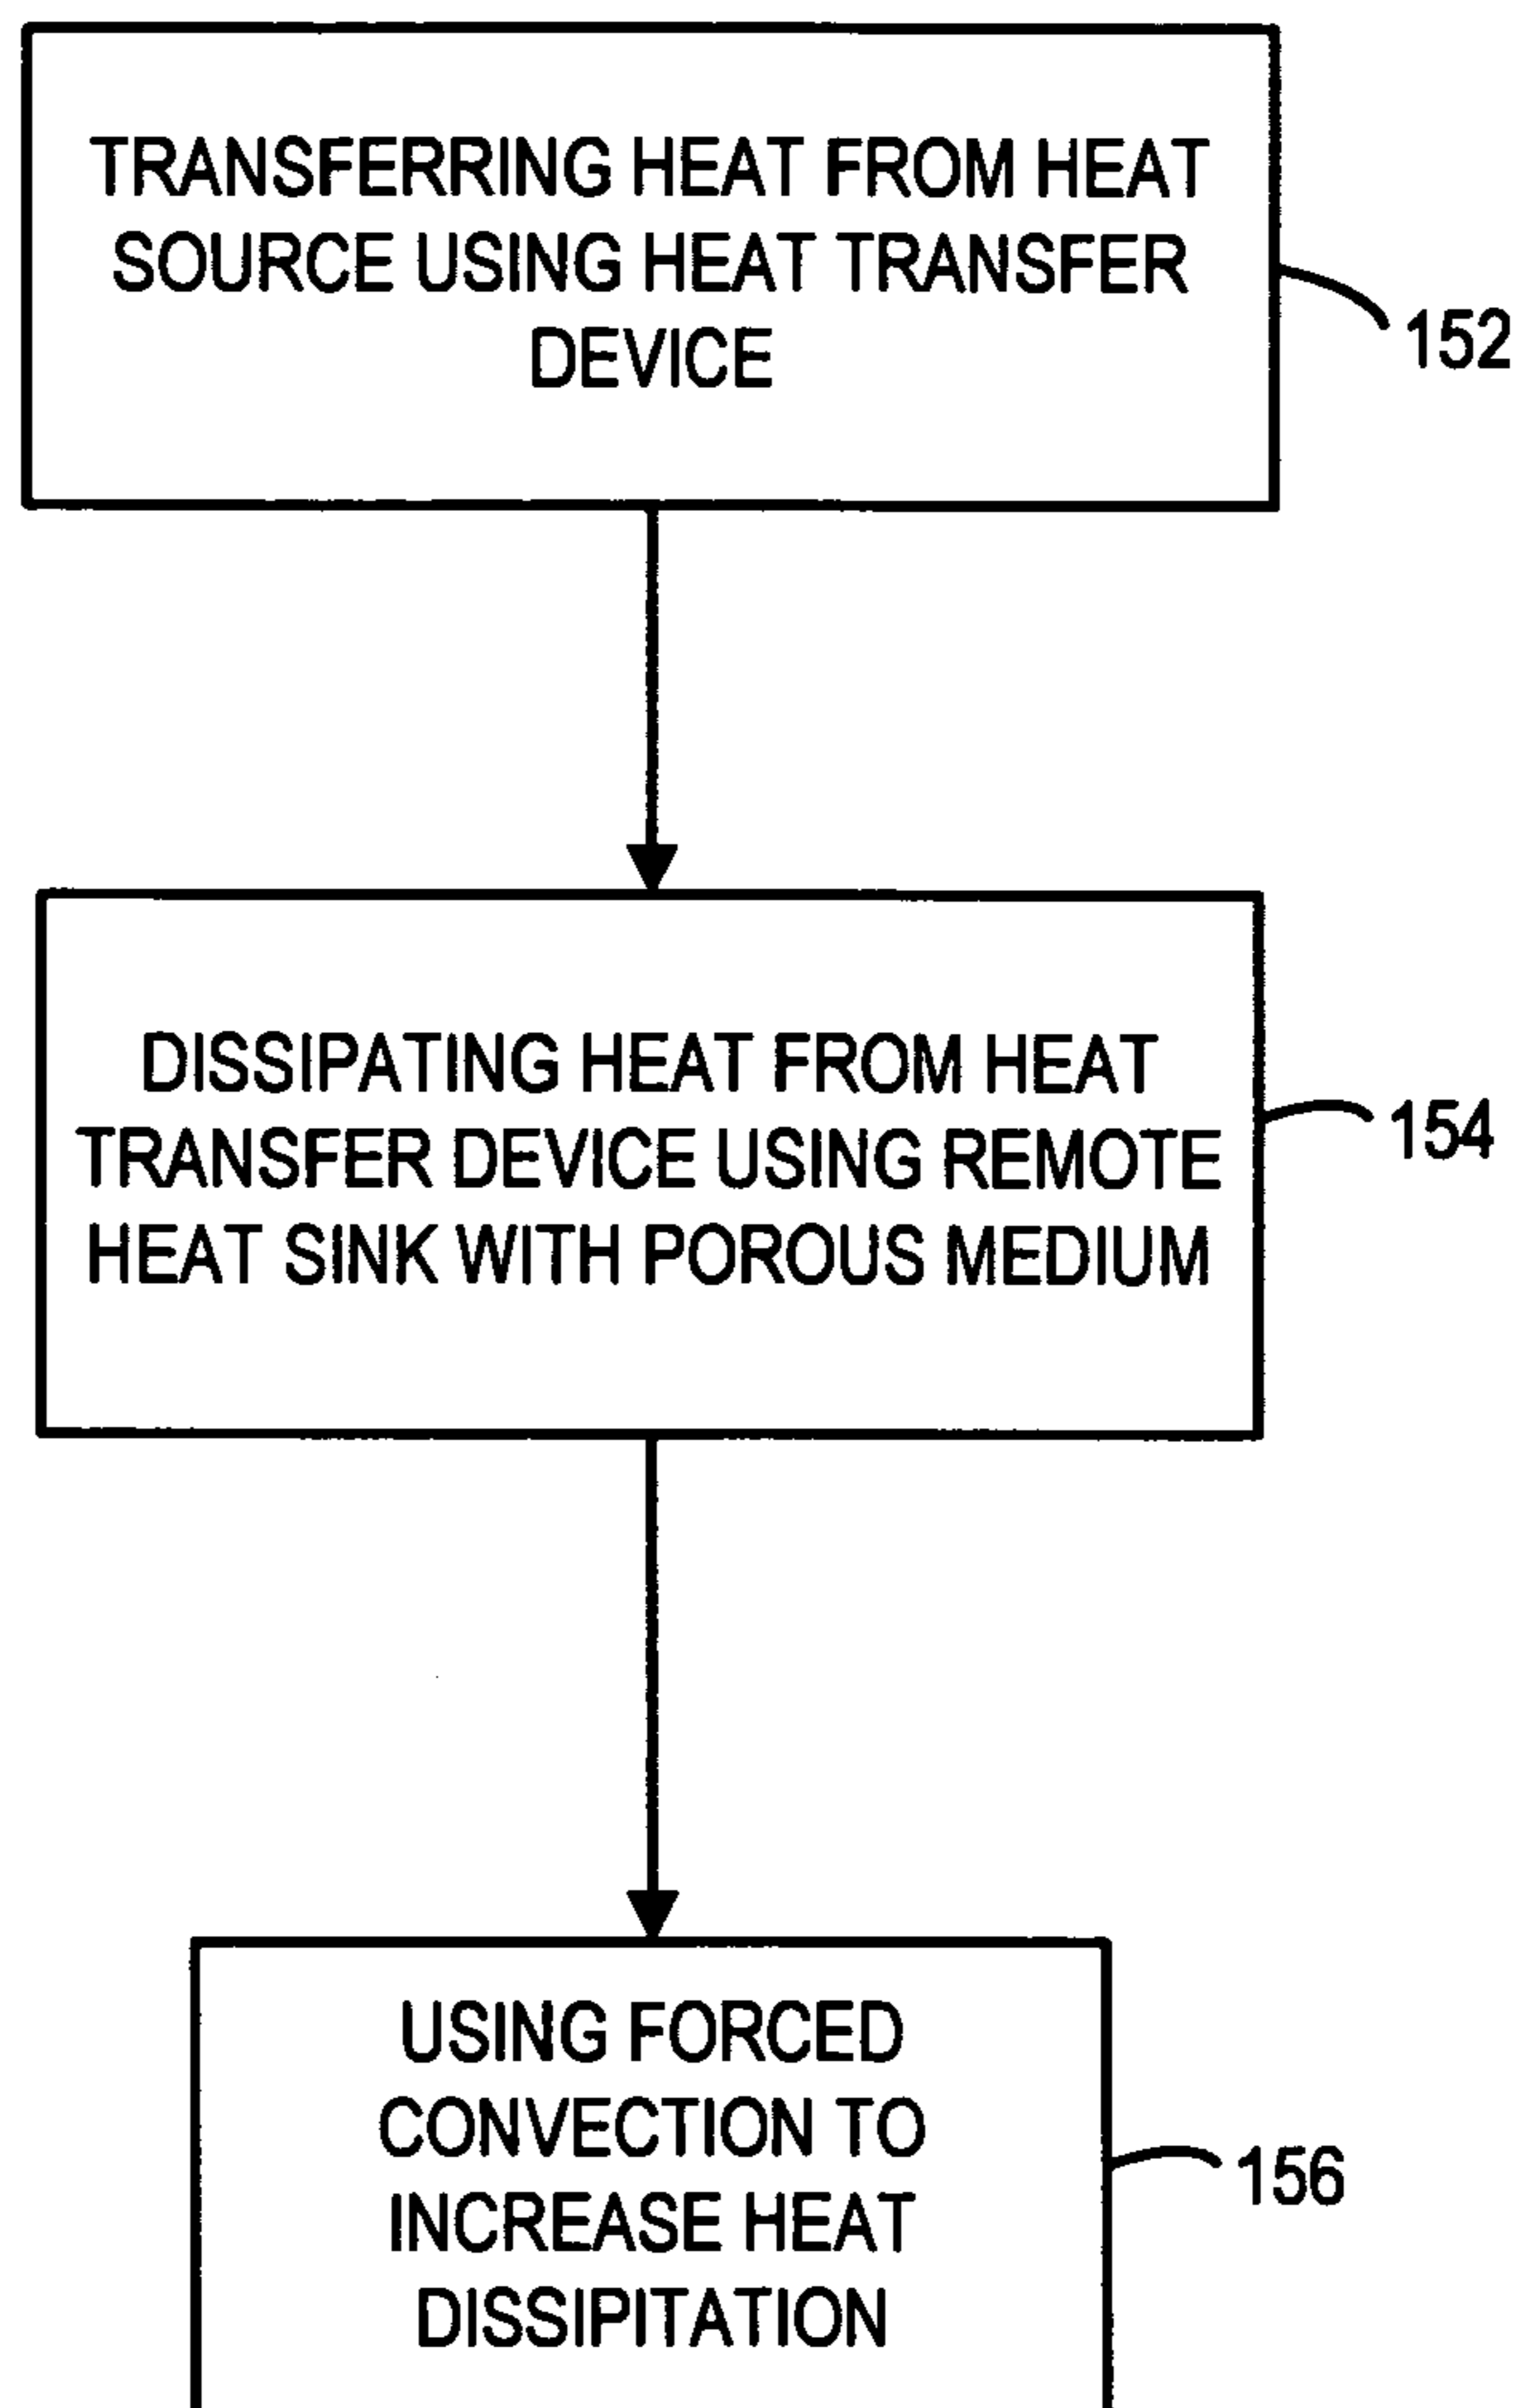 TRANSFERRING HEAT FROM HEAT
SOURCE USING HEAT TRANSFER
DEVICE
152
DISSIPATING HEAT FROM HEAT
TRANSFER DEVICE USING REMOTE
HEAT SINK WITH POROUS MEDIUM
154
USING FORCED
CONVECTION TO
INCREASE HEAT
DISSIPITATION
156